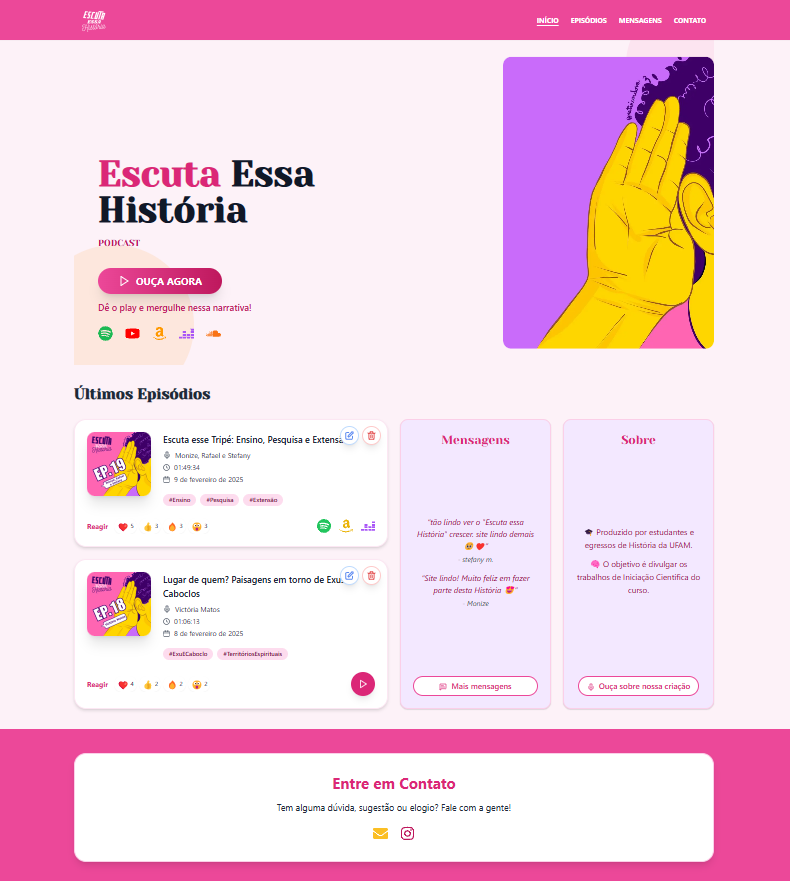 ESCUTA
ESSA
História
INÍCIO
EPISÓDIOS
MENSAGENS
CONTATO
Escuta Essa
História
PODCAST
OUÇA AGORA
Dê o play e mergulhe nessa narrativa!
Últimos Episódios
ESCUTA
EP.19
Escuta esse Tripé: Ensino, Pesquisa e Extensã
Monize, Rafael e Stefany
01:49:34
9 de fevereiro de 2025
#Ensino
#Pesquisa
#Extensão
Reagir
5
3
3
3
ESCUTA
EP.18
Lugar de quem? Paisagens em torno de Exu
Caboclos
Victória Matos
01:06:13
8 de fevereiro de 2025
#ExuECaboclo
#TerritóriosEspirituais
Reagir
4
2
2
2
Mensagens
"tão lindo ver o "Escuta essa
História" crescer. site lindo demais
🥹 ❤️"
- stefany m.
"Site lindo! Muito feliz em fazer
parte desta História 😍"
- Monize
Mais mensagens
Sobre
🎓 Produzido por estudantes e
egressos de História da UFAM.
🧠 O objetivo é divulgar os
trabalhos de Iniciação Científica do
curso.
Ouça sobre nossa criação
Entre em Contato
Tem alguma dúvida, sugestão ou elogio? Fale com a gente!